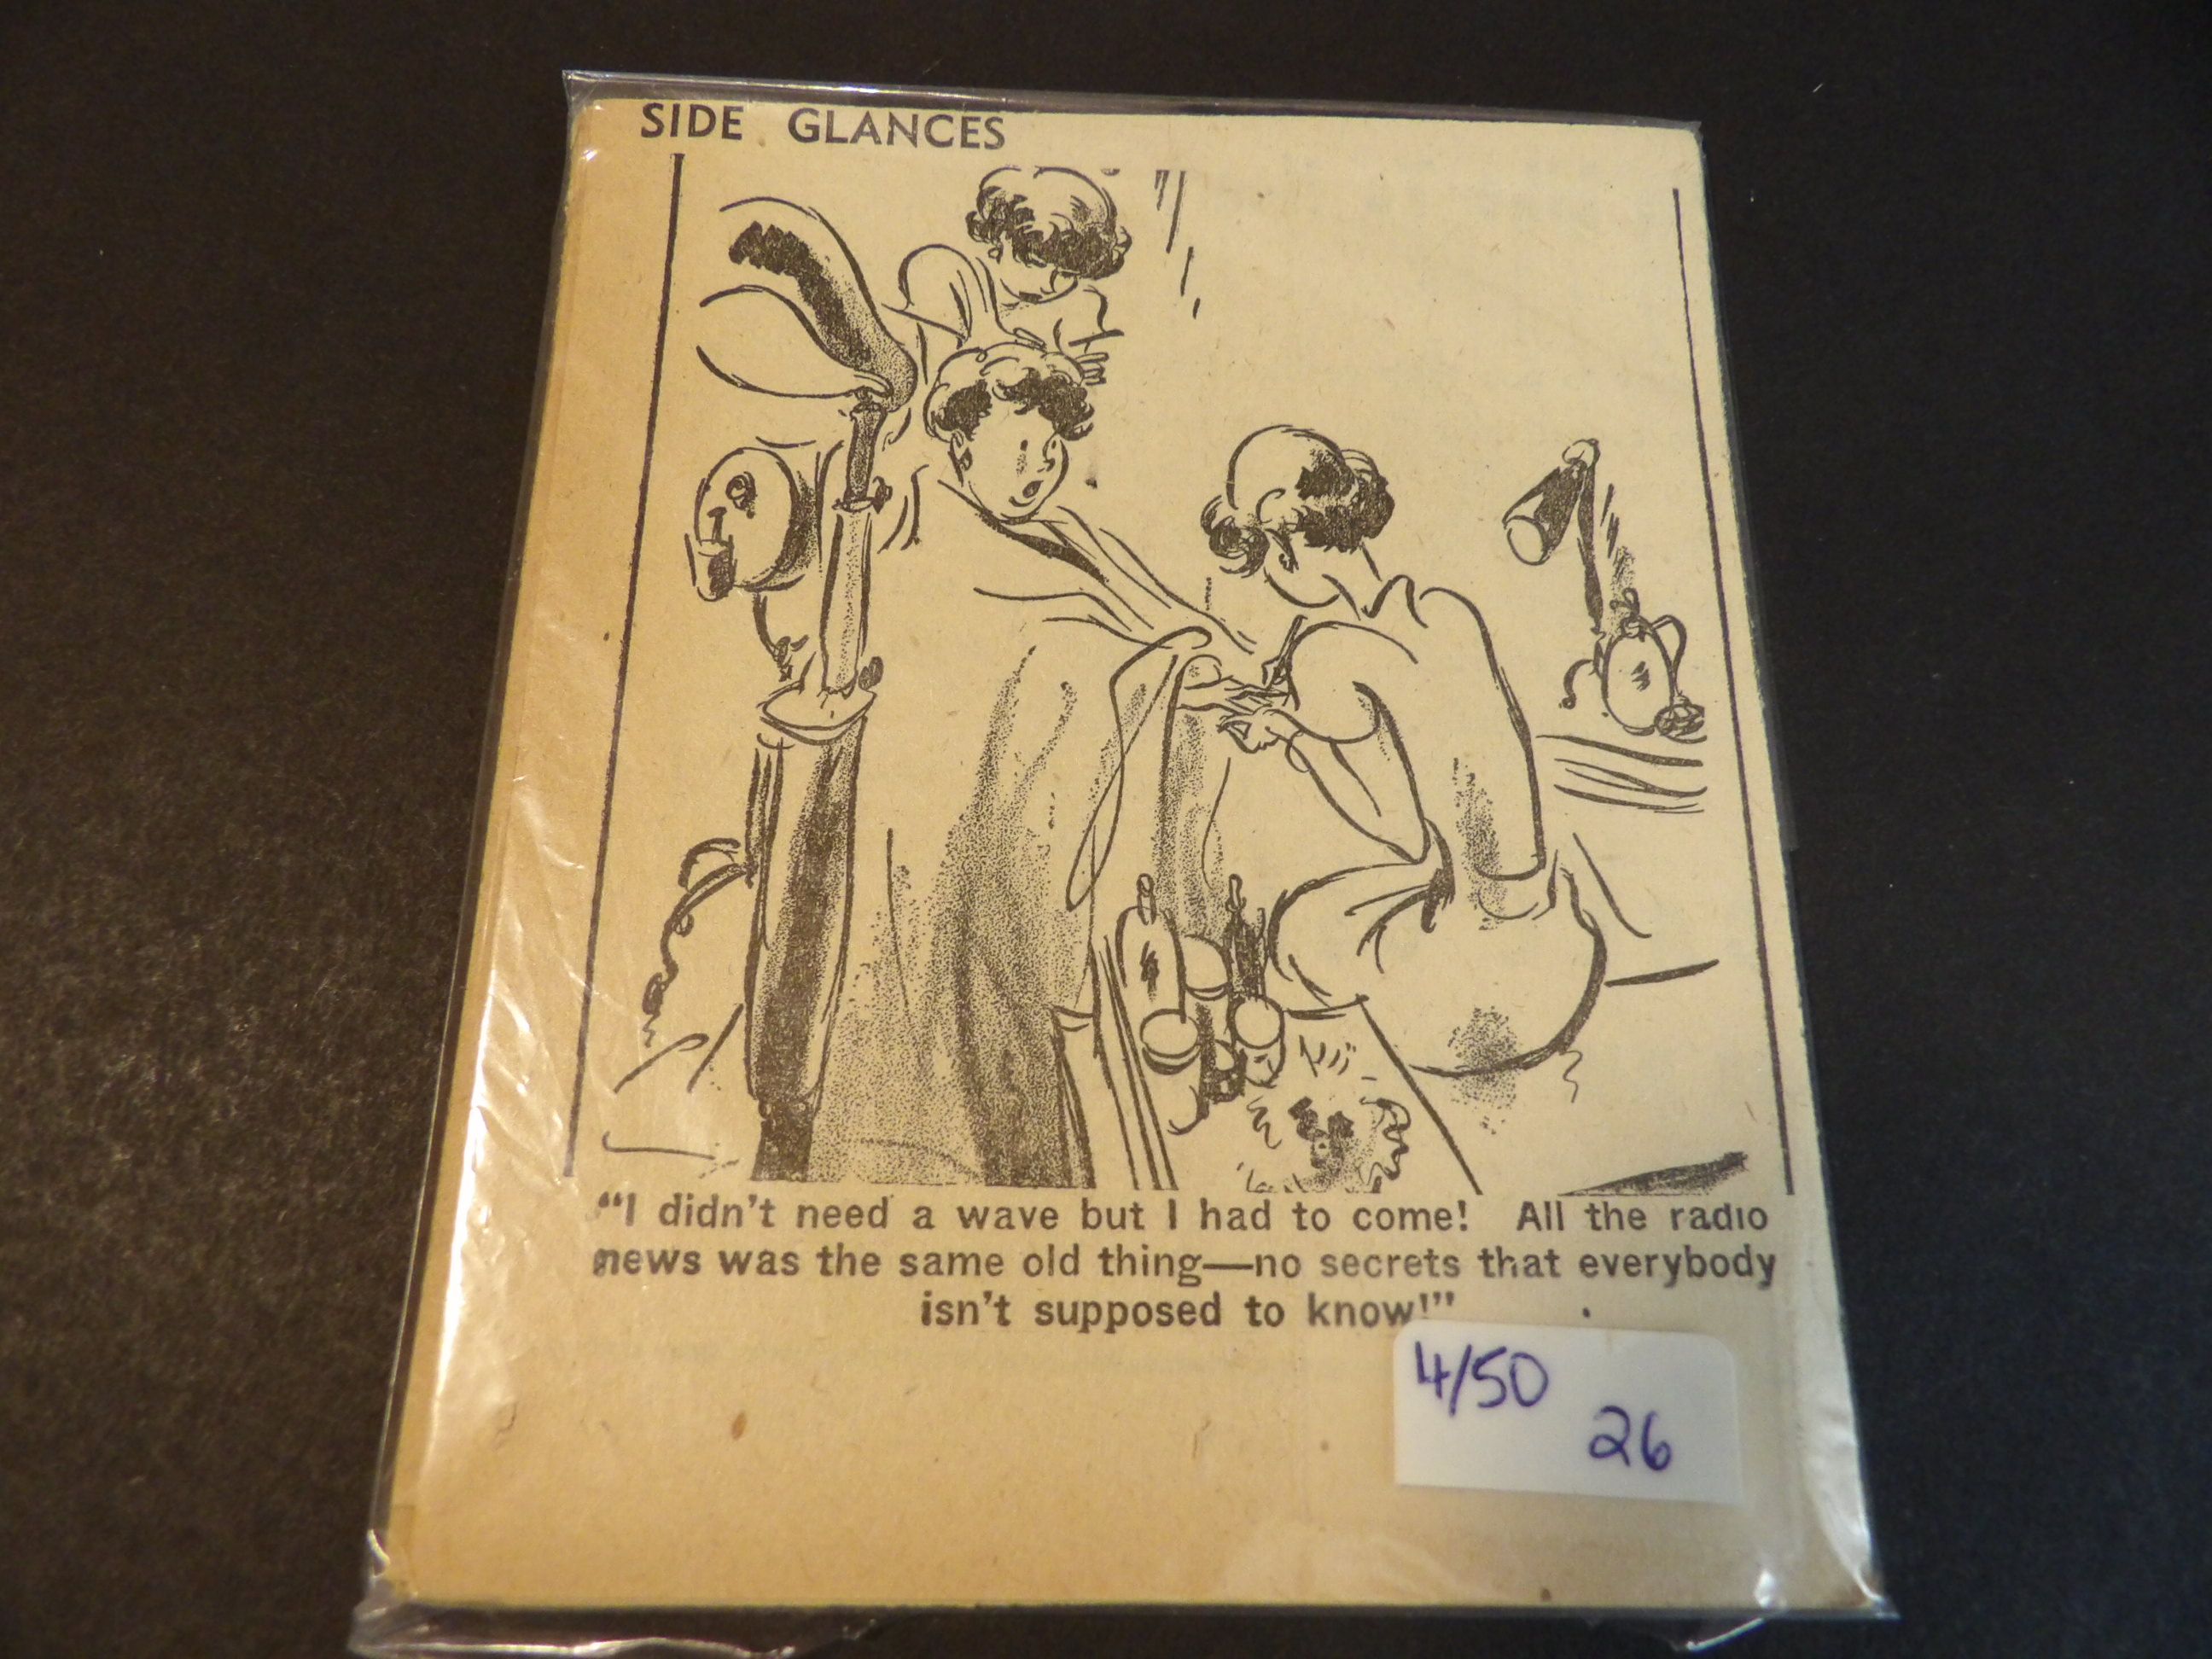 SIDE GLANCES
"I didn't need a wave but I had to come! All the radio
news was the same old thing—no secrets that everybody
isn't supposed to know!"
4/50
26